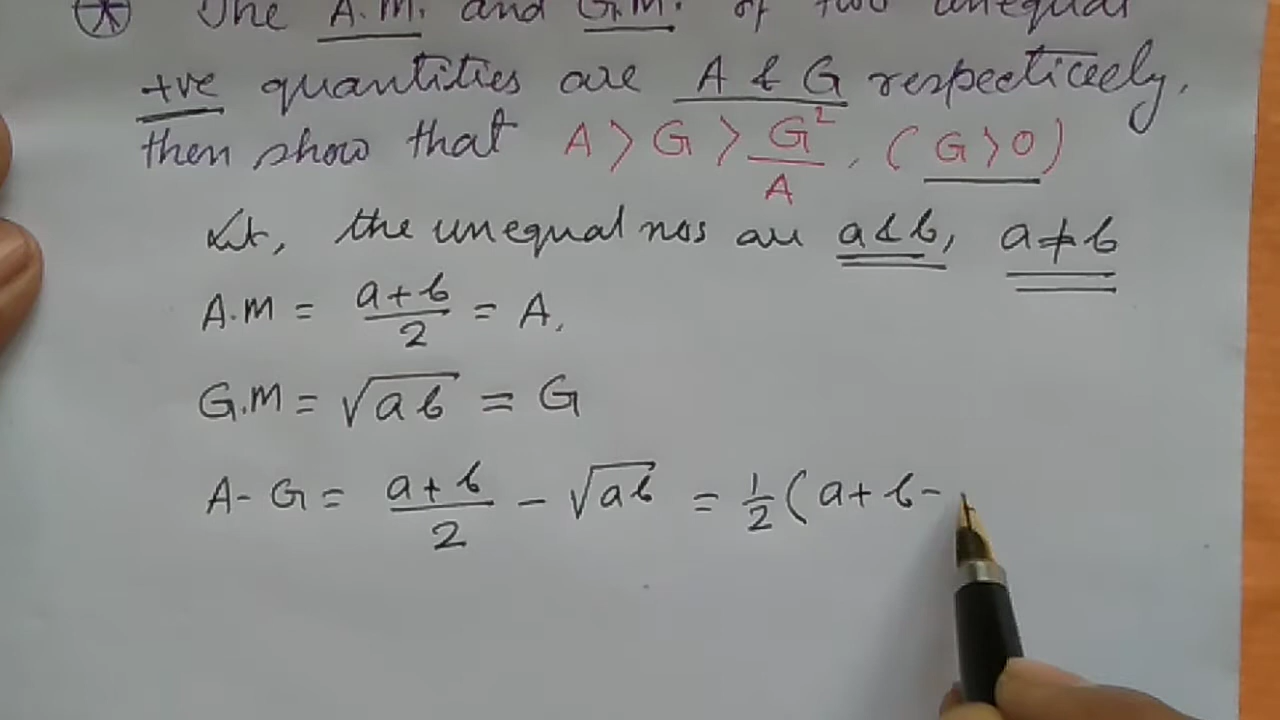 The A.M. and G.M. of two unequal
+ve quantities are A & G respectively,
then show that A > G > G²/A, (G > 0)
Let, the unequal nos are a & b, a ≠ b
A.M = a+b/2 = A,
G.M = √ab = G
A - G = a+b/2 - √ab = 1/2 (a + b -